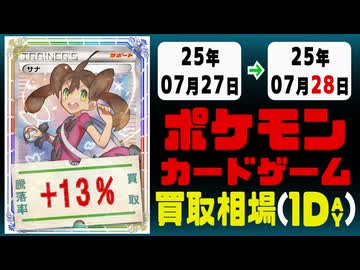 TRAINER'S
サポート
サナ
騰落率
+13%
買取
25年
07月27日
25年
07月28日
ポケモン
カードゲーム
買取相場(1D)